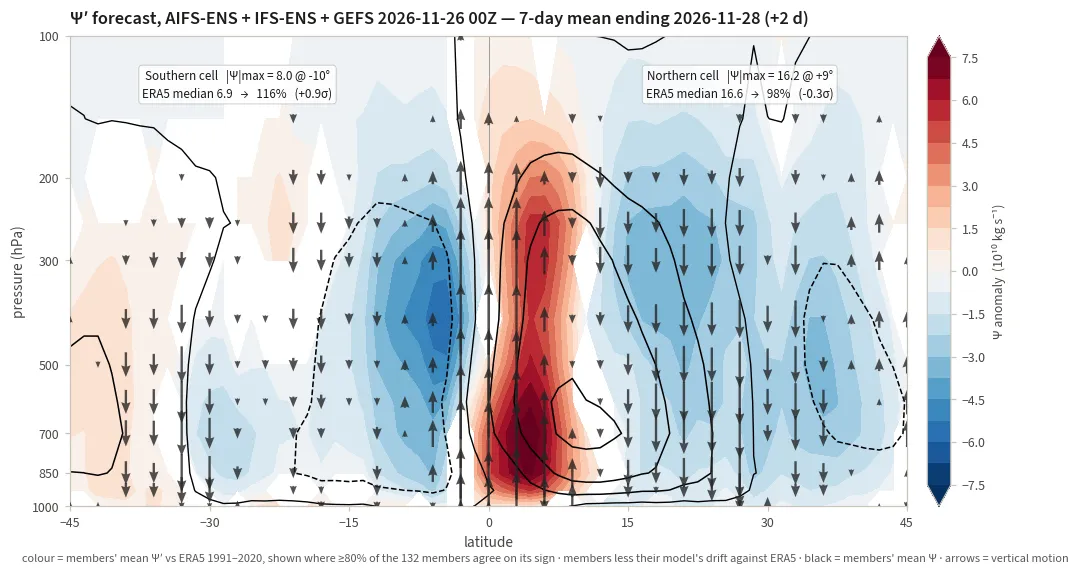 Ψ′ forecast, AIFS-ENS + IFS-ENS + GEFS 2026-11-26 00Z — 7-day mean ending 2026-11-28 (+2 d)
Southern cell |Ψ|max = 8.0 @ -10°
ERA5 median 6.9 → 116% (+0.9σ)
Northern cell |Ψ|max = 16.2 @ +9°
ERA5 median 16.6 → 98% (-0.3σ)
pressure (hPa)
100
200
300
400
500
700
850
1000
−45
−30
−15
0
15
30
45
latitude
7.5
6.0
4.5
3.0
1.5
0.0
−1.5
−3.0
−4.5
−6.0
−7.5
Ψ anomaly (10¹⁰ kg s⁻¹)
colour = members' mean Ψ′ vs ERA5 1991–2020, shown where ≥80% of the 132 members agree on its sign · members less their model's drift against ERA5 · black = members' mean Ψ · arrows = vertical motion